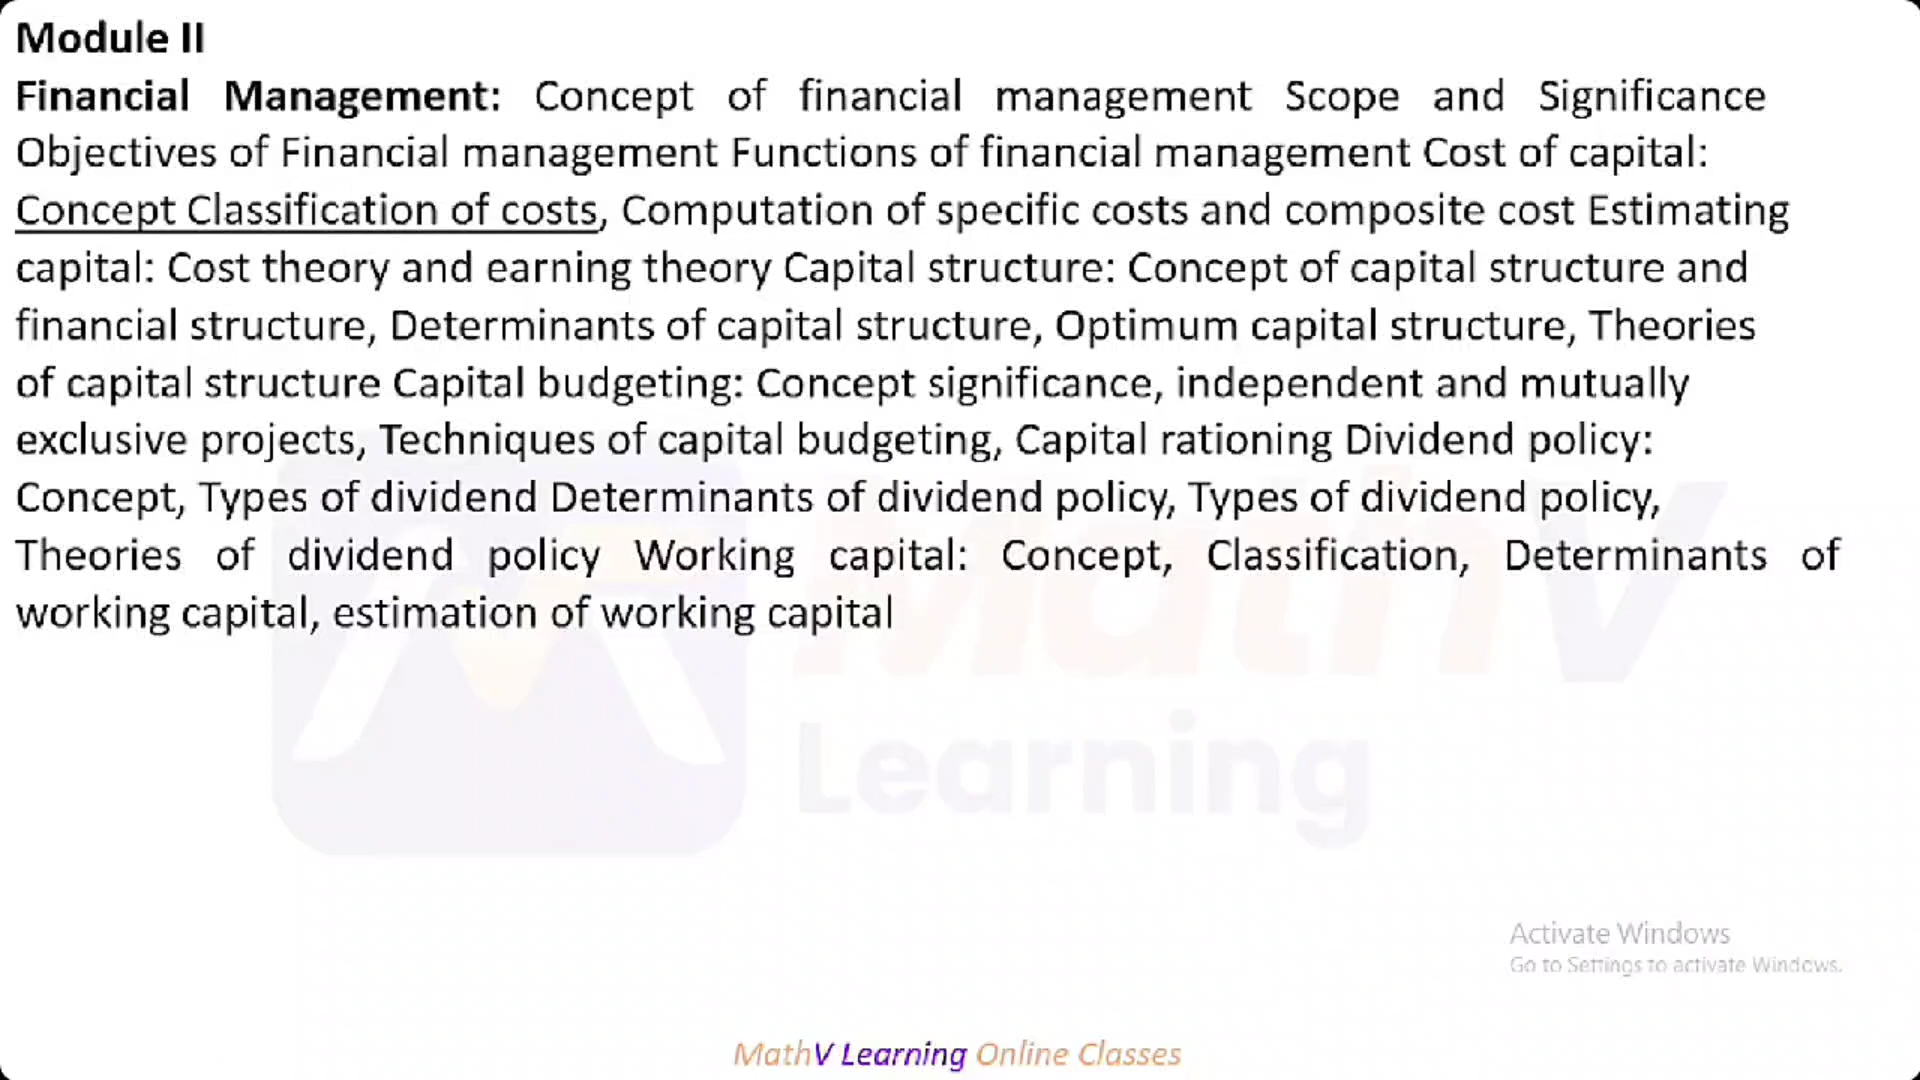 Module II
Financial Management: Concept of financial management Scope and Significance
Objectives of Financial management Functions of financial management Cost of capital:
Concept Classification of costs, Computation of specific costs and composite cost Estimating
capital: Cost theory and earning theory Capital structure: Concept of capital structure and
financial structure, Determinants of capital structure, Optimum capital structure, Theories
of capital structure Capital budgeting: Concept significance, independent and mutually
exclusive projects, Techniques of capital budgeting, Capital rationing Dividend policy:
Concept, Types of dividend Determinants of dividend policy, Types of dividend policy,
Theories of dividend policy Working capital: Concept, Classification, Determinants of
working capital, estimation of working capital
MathV
Learning
Activate Windows
Go to Settings to activate Windows.
MathV Learning Online Classes